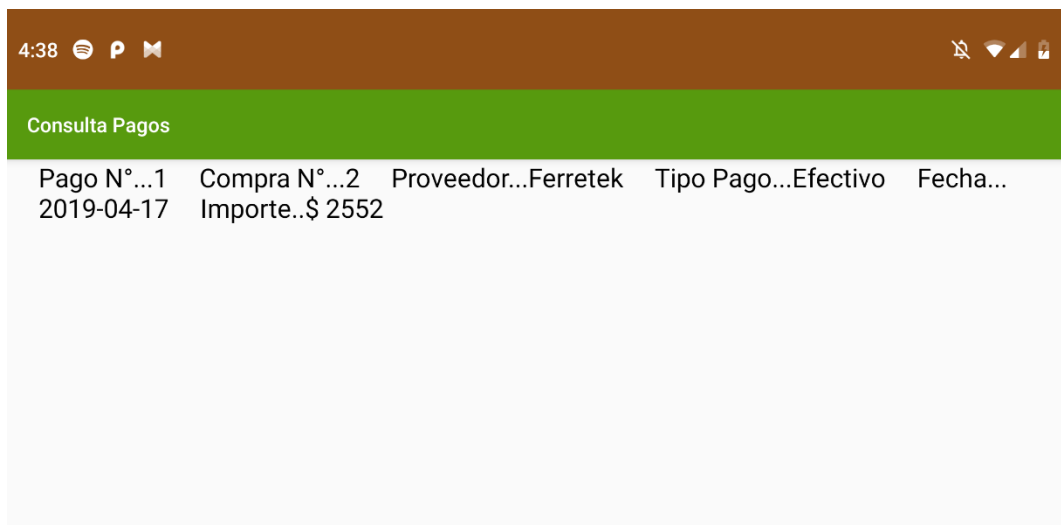 4:38
Consulta Pagos
Pago N°...1 Compra N°...2 Proveedor...Ferretek Tipo Pago...Efectivo Fecha...
2019-04-17 Importe..$ 2552